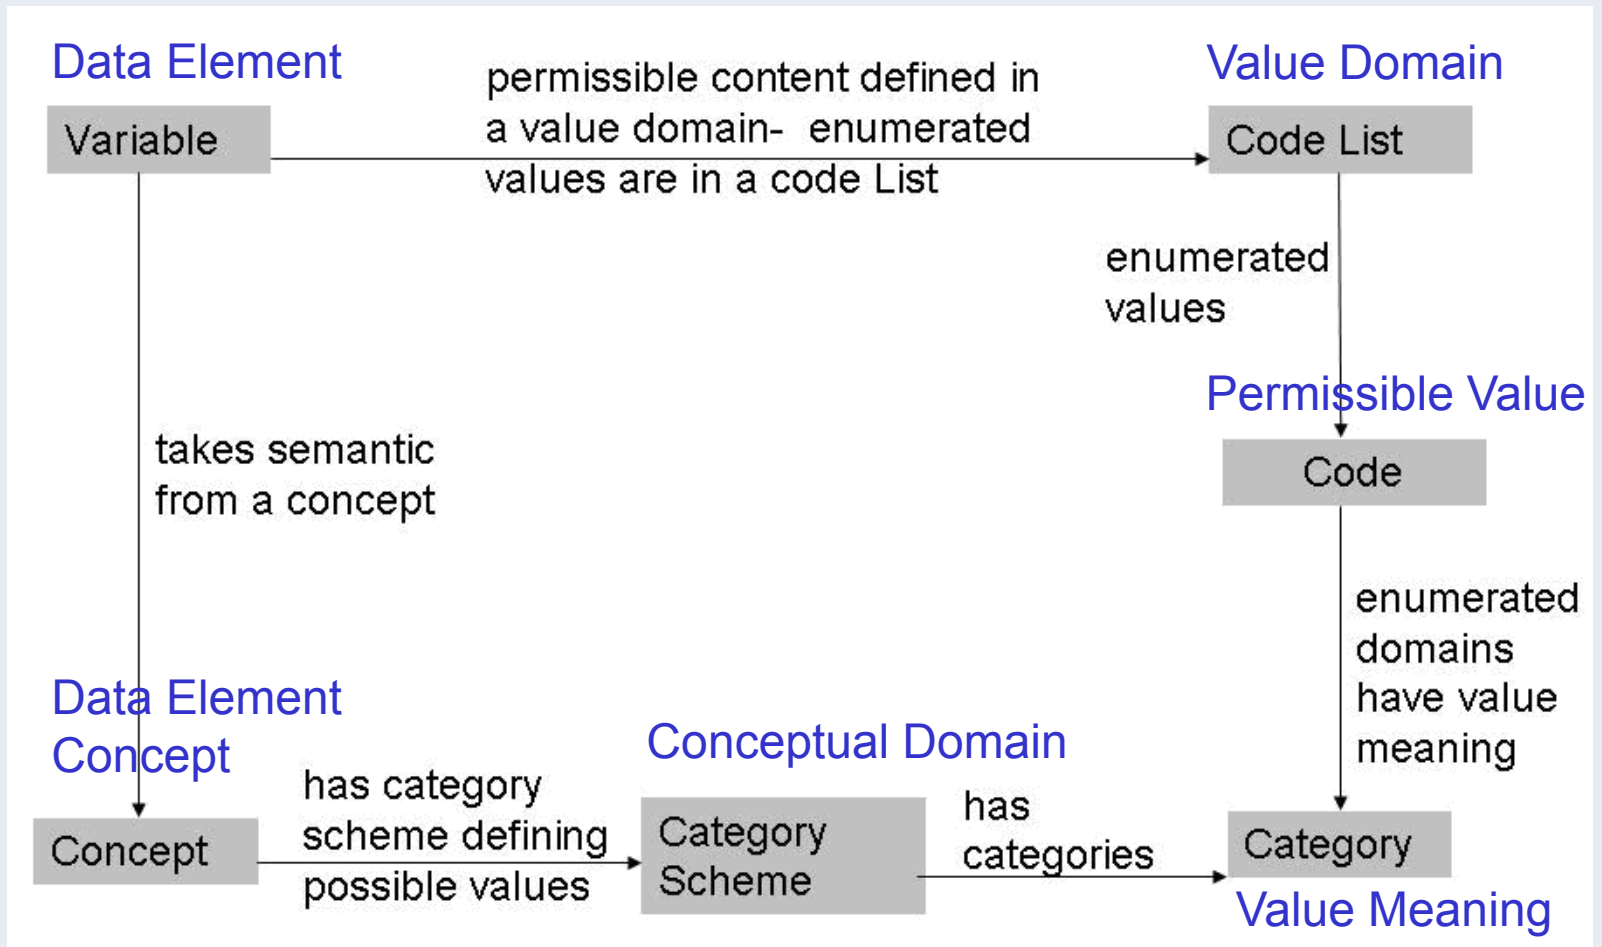 Data Element
Variable
permissible content defined in
a value domain-  enumerated
values are in a code List
Value Domain
Code List
enumerated
values
Permissible Value
Code
takes semantic
from a concept
enumerated
domains
have value
meaning
Data Element
Concept
Concept
has category
scheme defining
possible values
Conceptual Domain
Category
Scheme
has
categories
Category
Value Meaning